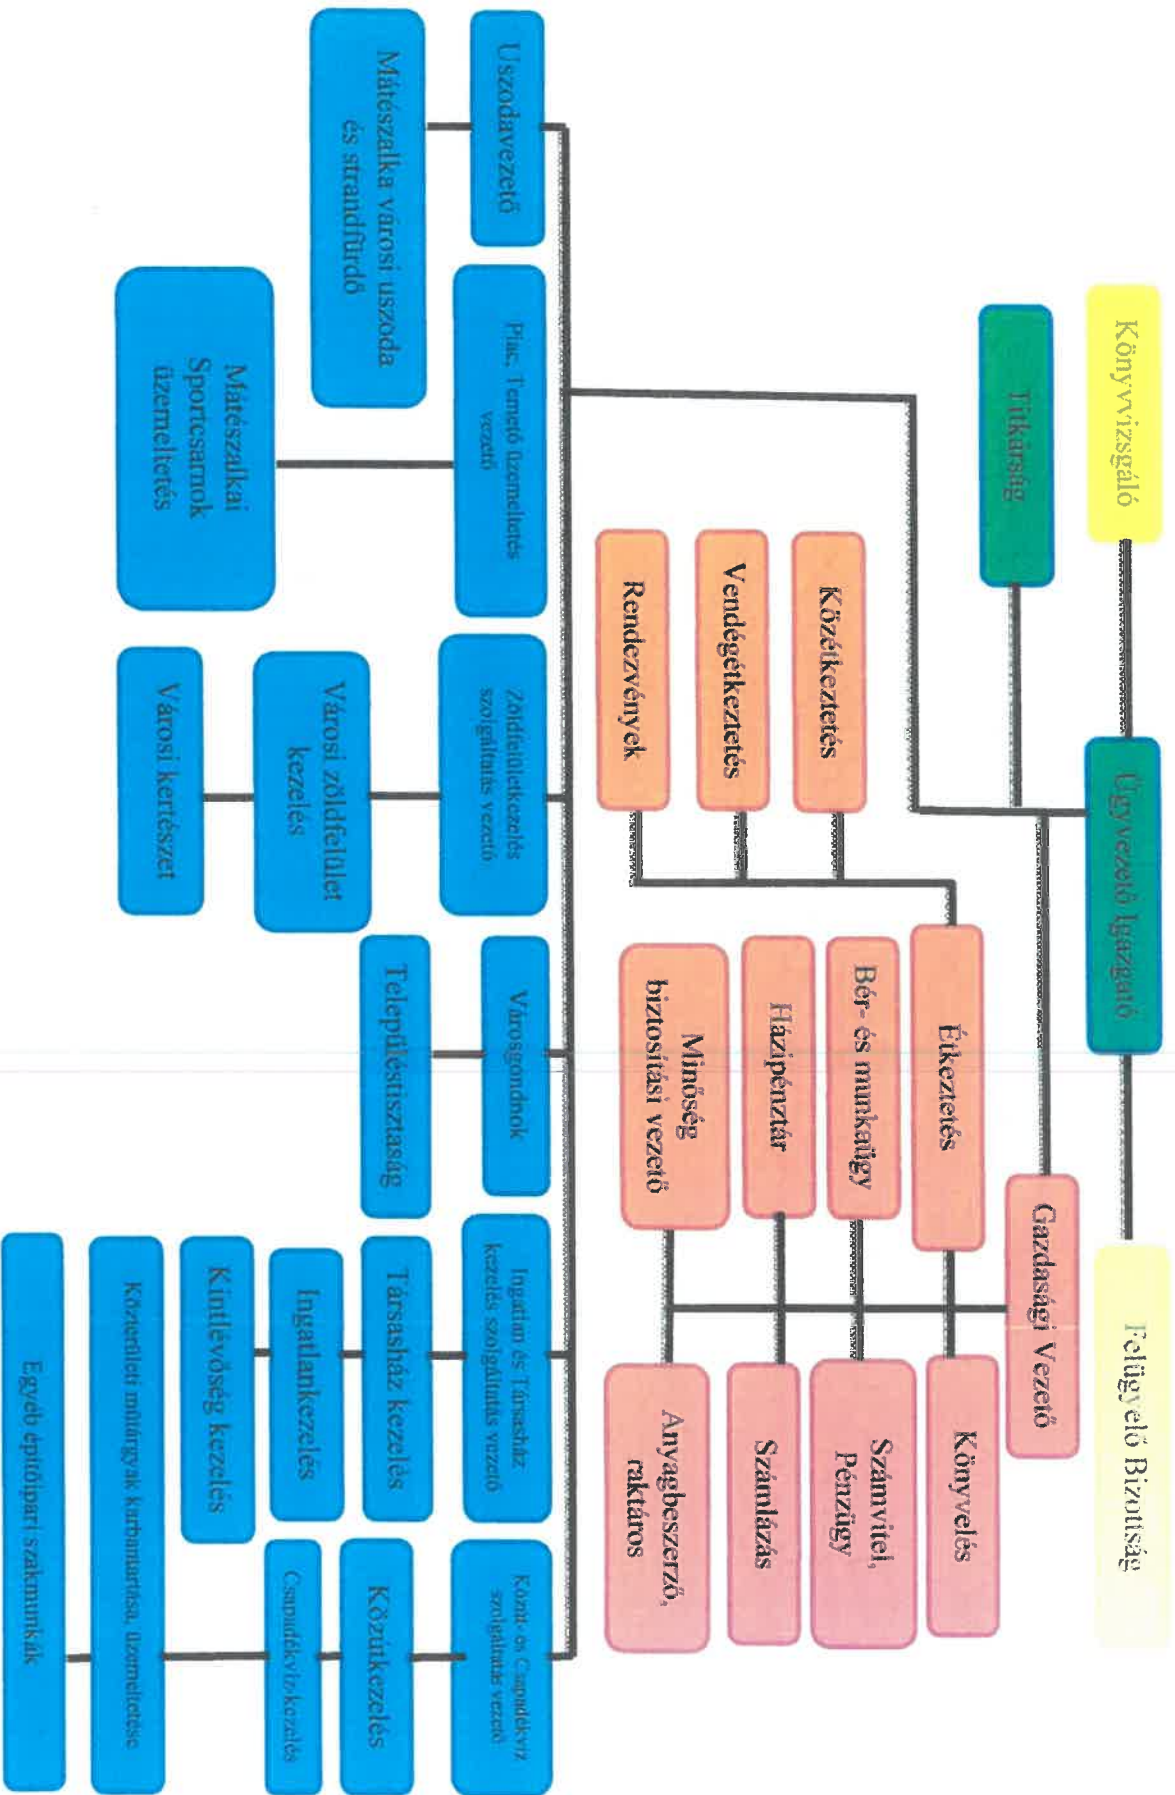 Könyvvizsgáló
Ügyvezető Igazgató
Felügyelő Bizottság
Titkárság
Gazdasági Vezető
Étkeztetés
Könyvelés
Közétkeztetés
Bér- és munkaügy
Számvitel,
Pénzügy
Vendégétkeztetés
Házipénztár
Számlázás
Rendezvények
Minőség
biztosítási vezető
Anyagbeszerző,
raktáros
Uszodavezető
Piac, Temető üzemeltetés
vezető
Zöldfelületkezelés
szolgáltatás vezető
Városgondnok
Ingatlan és Társasház
kezelés szolgáltatás vezető
Közút- és Csapadékvíz
szolgáltatás vezető
Mátészalka városi uszoda
és strandfürdő
Mátészalkai
Sportcsarnok
üzemeltetés
Városi zöldfelület
kezelés
Városi kertészet
Településtisztaság
Társasház kezelés
Ingatlankezelés
Kintlévőség kezelés
Közútkezelés
Csapadékvíz-kezelés
Közterületi műtárgyak karbantartása, üzemeltetése
Egyéb építőipari szakmunkák